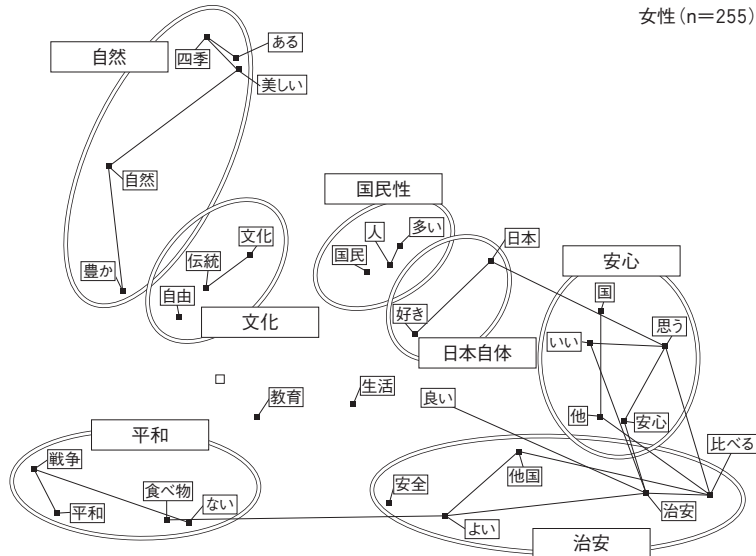 女性（n＝255）
自然
四季
ある
美しい
自然
豊か
国民性
人
多い
国民
日本
文化
伝統
自由
文化
好き
日本自体
安心
国
いい
思う
他
安心
教育
生活
良い
比べる
平和
戦争
平和
食べ物
ない
安全
他国
よい
治安
治安